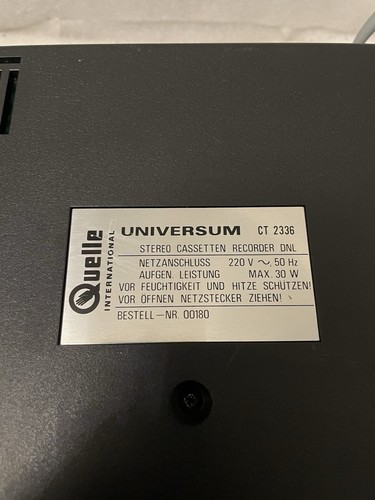 Quelle
INTERNATIONAL
UNIVERSUM CT 2336
STEREO CASSETTEN RECORDER DNL
NETZANSCHLUSS 220 V ~, 50 Hz
AUFGEN. LEISTUNG MAX. 30 W
VOR FEUCHTIGKEIT UND HITZE SCHÜTZEN!
VOR ÖFFNEN NETZSTECKER ZIEHEN!
BESTELL-NR. 00180